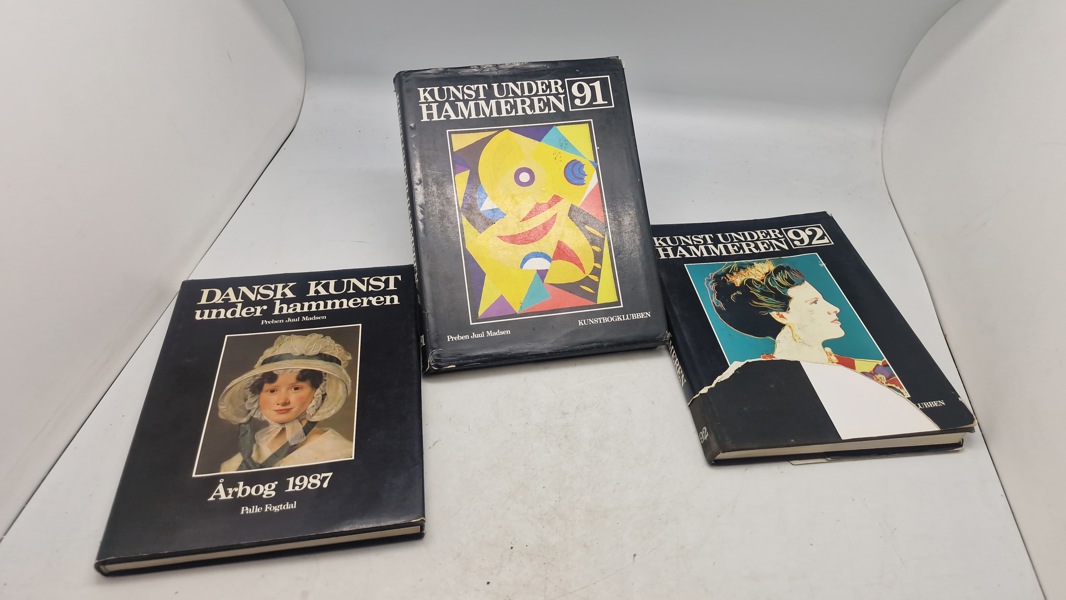 DANSK KUNST
under hammeren
Preben Juul Madsen
Årbog 1987
Palle Fogtdal
KUNST UNDER
HAMMEREN 91
Preben Juul Madsen
KUNSTBOGKLUBBEN
KUNST UNDER
HAMMEREN 92
LUBBEN